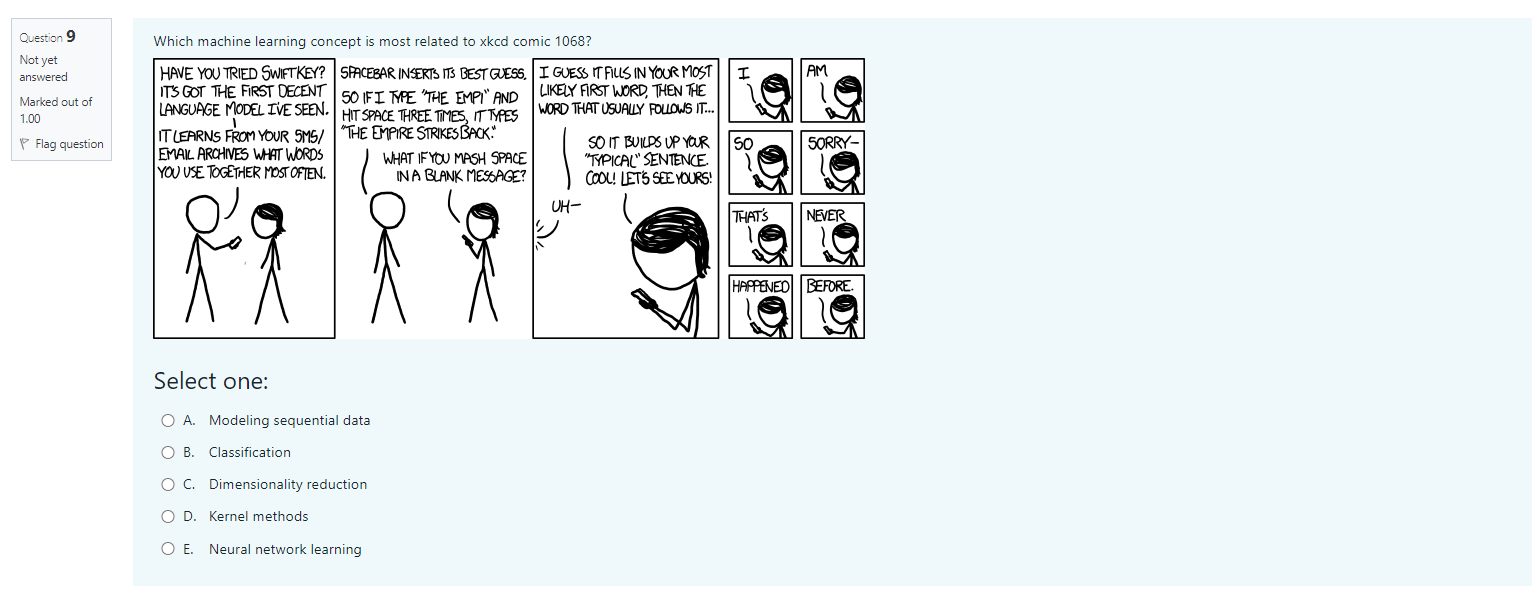 Question 9
Not yet
answered
Marked out of
1.00
Flag question
Which machine learning concept is most related to xkcd comic 1068?
HAVE YOU TRIED SWIFTKEY?
IT'S GOT THE FIRST DECENT
LANGUAGE MODEL I'VE SEEN.
IT LEARNS FROM YOUR SMS/
EMAIL ARCHIVES WHAT WORDS
YOU USE TOGETHER MOST OFTEN.
SPACEBAR INSERTS ITS BEST GUESS.
SO IF I TYPE "THE EMPI" AND
HIT SPACE THREE TIMES, IT TYPES
"THE EMPIRE STRIKES BACK."
WHAT IF YOU MASH SPACE
IN A BLANK MESSAGE?
I GUESS IT FILLS IN YOUR MOST
LIKELY FIRST WORD, THEN THE
WORD THAT USUALLY FOLLOWS IT...
SO IT BUILDS UP YOUR
"TYPICAL" SENTENCE.
COOL! LET'S SEE YOURS!
UH—
I
AM
SO
SORRY—
THAT'S
NEVER
HAPPENED
BEFORE.
Select one:
A. Modeling sequential data
B. Classification
C. Dimensionality reduction
D. Kernel methods
E. Neural network learning